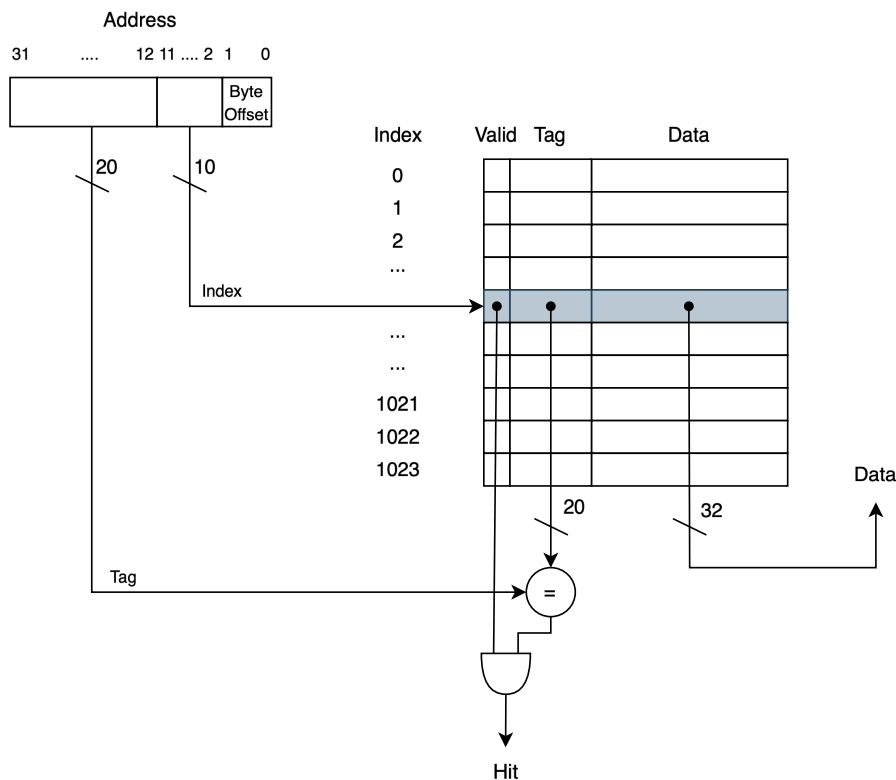 Address
31 .... 12 11 .... 2 1 0
Byte
Offset
Index Valid Tag Data
20 10
0
1
2
...
Index
...
...
1021
1022
1023
Data
20 32
Tag
=
Hit